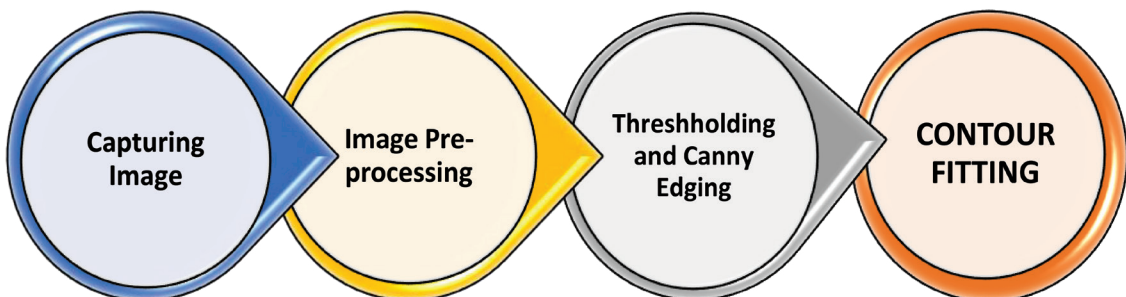 Capturing
Image
Image Pre-
processing
Threshholding
and Canny
Edging
CONTOUR
FITTING